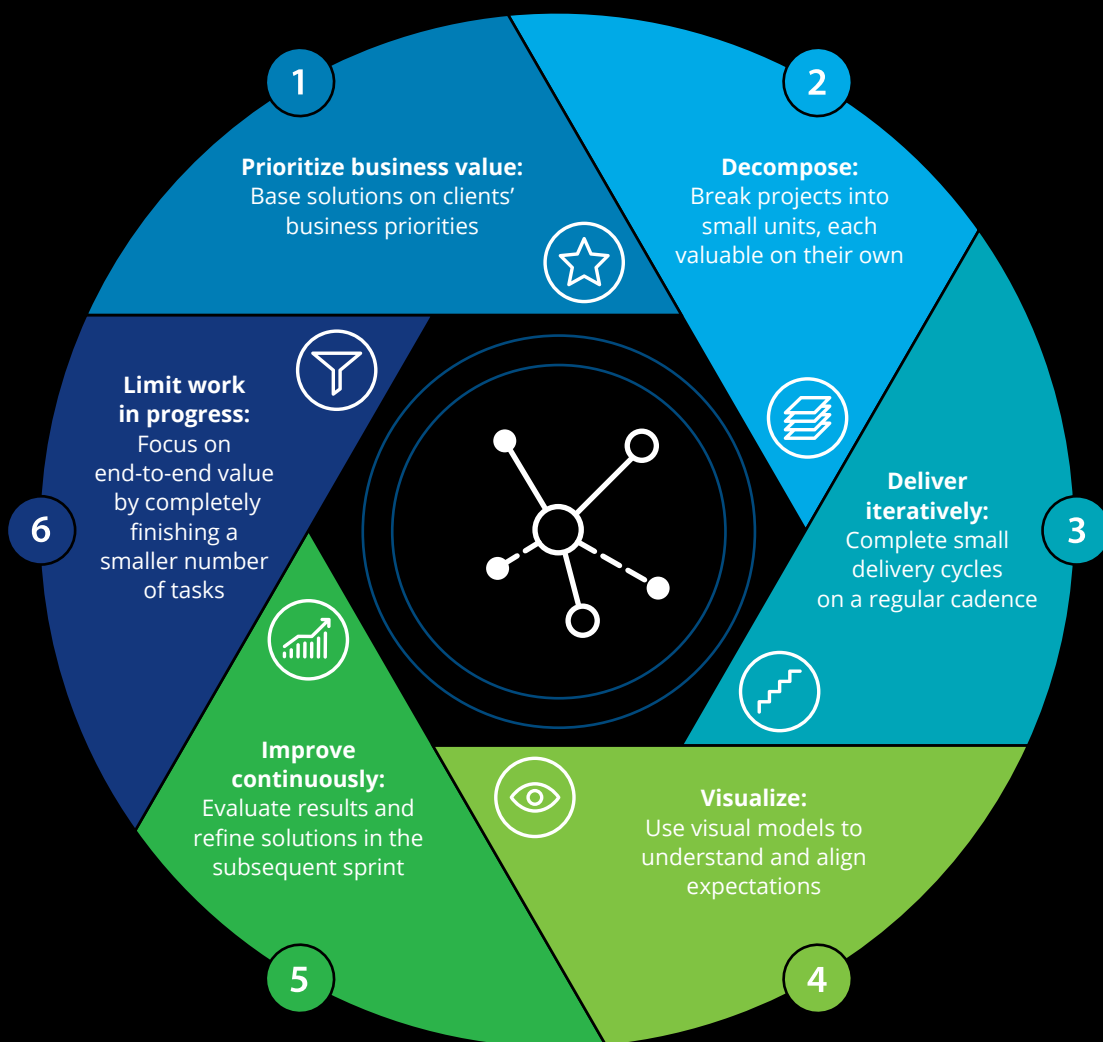 1
Prioritize business value:
Base solutions on clients’
business priorities
2
Decompose:
Break projects into
small units, each
valuable on their own
3
Deliver
iteratively:
Complete small
delivery cycles
on a regular cadence
4
Visualize:
Use visual models to
understand and align
expectations
5
Improve
continuously:
Evaluate results and
refine solutions in the
subsequent sprint
6
Limit work
in progress:
Focus on
end-to-end value
by completely
finishing a
smaller number
of tasks